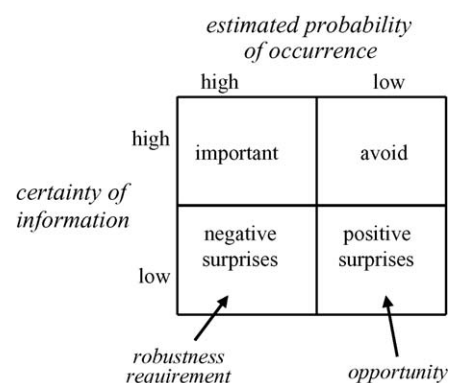 estimated probability
of occurrence
high low
high
important avoid
certainty of
information
negative positive
surprises surprises
low
robustness
requirement
opportunity